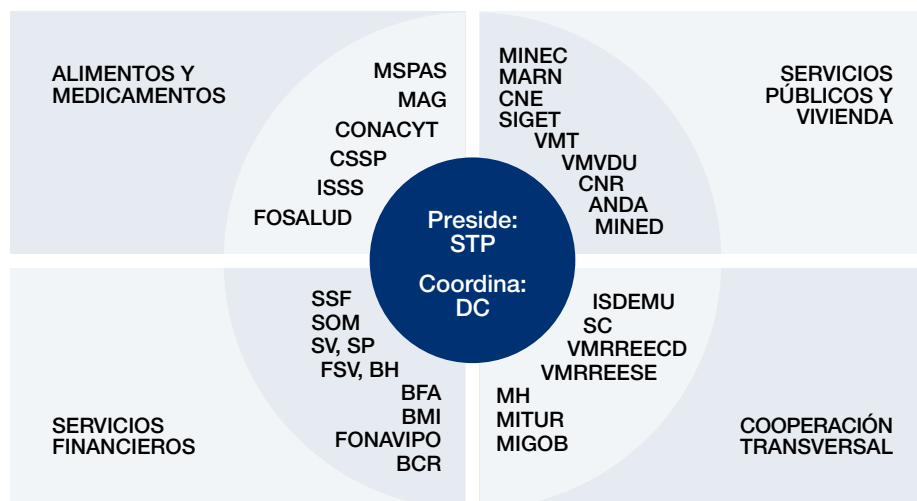 ALIMENTOS Y
MEDICAMENTOS
MSPAS
MAG
CONACYT
CSSP
ISSS
FOSALUD
MINEC
MARN
CNE
SIGET
VMT
VMVDU
CNR
ANDA
MINED
SERVICIOS
PÚBLICOS Y
VIVIENDA
Preside:
STP
Coordina:
DC
SERVICIOS
FINANCIEROS
SSF
SOM
SV, SP
FSV, BH
BFA
BMI
FONAVIPO
BCR
ISDEMU
SC
VMRREECD
VMRREESE
MH
MITUR
MIGOB
COOPERACIÓN
TRANSVERSAL